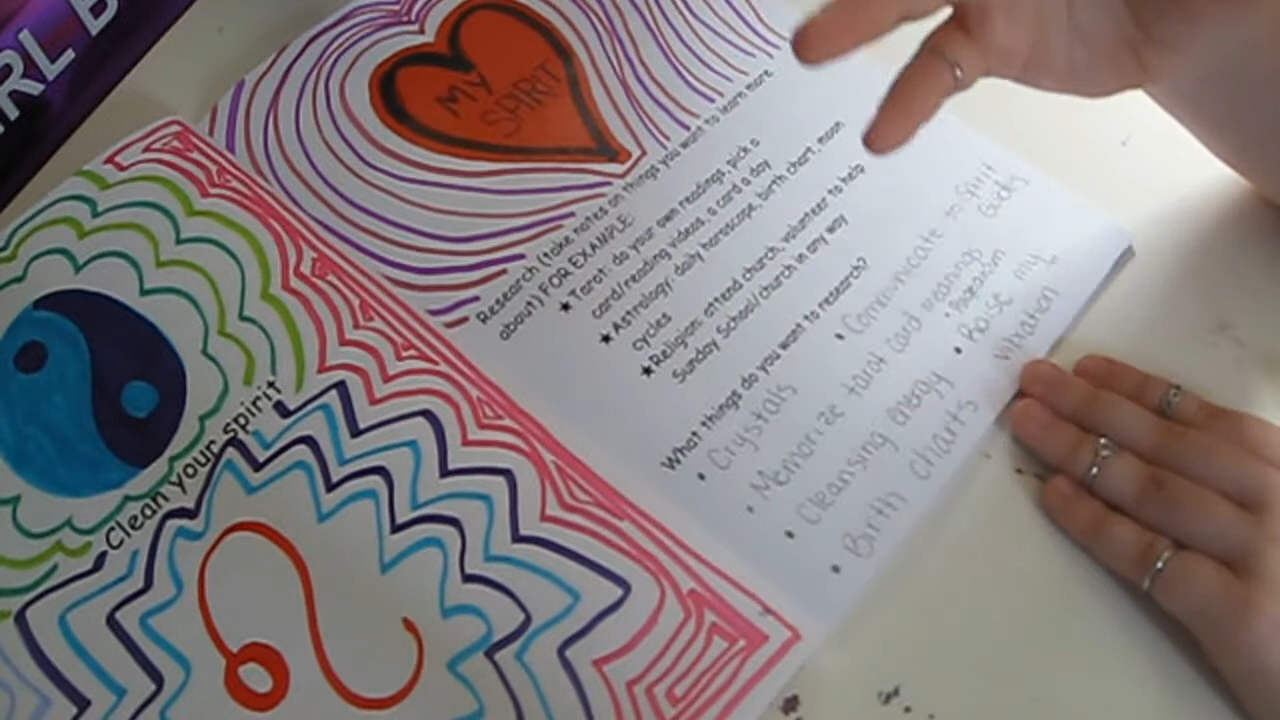 RL B
MY
SPIRIT
Clean your spirit
Research (take notes on things you want to learn more
about!) FOR EXAMPLE:
★ Tarot: do your own readings, pick a
card/reading videos, a card a day
★ Astrology: daily horoscope, birth chart, moon
cycles
★Religion: attend church, volunteer to help
Sunday School/church in any way
What things do you want to research?
• Crystals
• Memorize tarot card meanings
• Cleansing energy
• Birth charts
• Communicate to spirit
Guides
• Paganism
• Raise my
vibration